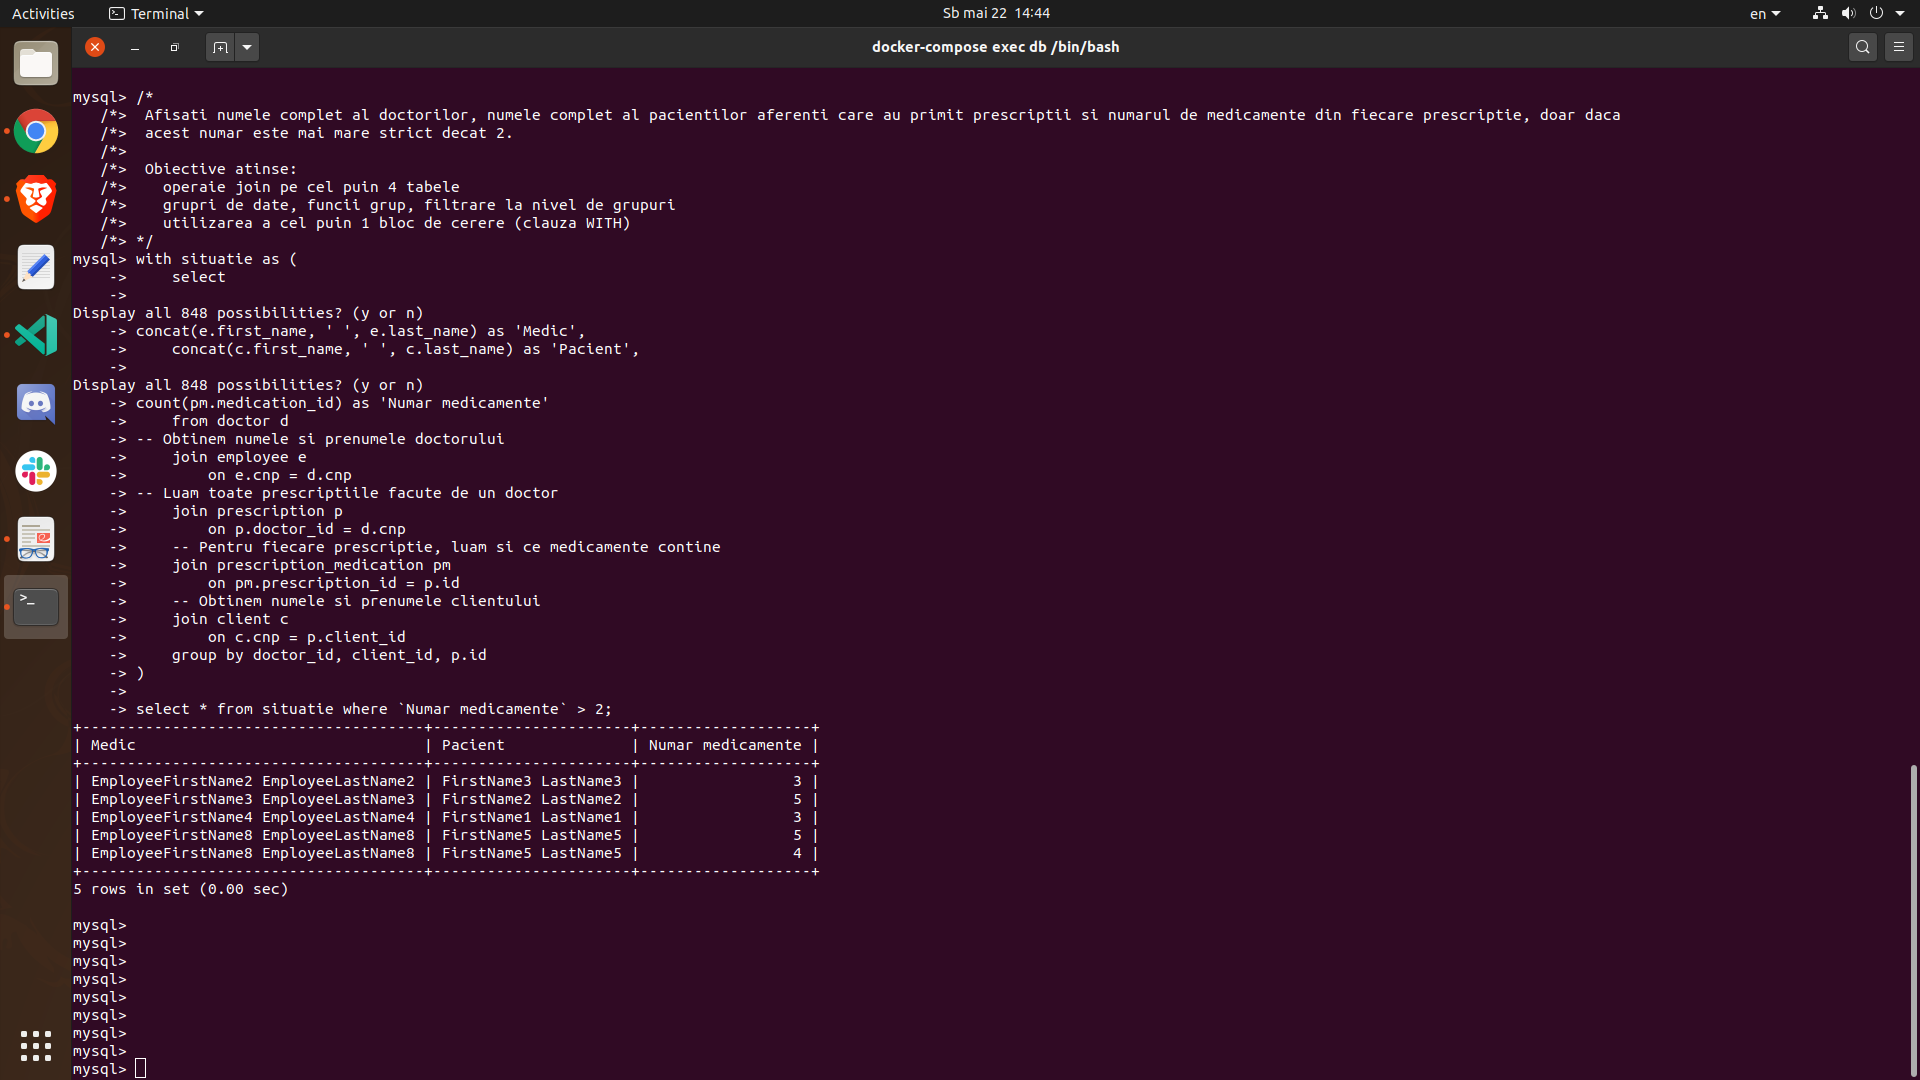 Activities
Terminal
Sb mai 22 14:44
en
docker-compose exec db /bin/bash
mysql> /*
/*> Afisati numele complet al doctorilor, numele complet al pacientilor aferenti care au primit prescriptii si numarul de medicamente din fiecare prescriptie, doar daca
/*> acest numar este mai mare strict decat 2.
/*>
/*> Obiective atinse:
/*> operaie join pe cel puin 4 tabele
/*> grupri de date, funcii grup, filtrare la nivel de grupuri
/*> utilizarea a cel puin 1 bloc de cerere (clauza WITH)
/*> */
mysql> with situatie as (
-> select
->
Display all 848 possibilities? (y or n)
-> concat(e.first_name, ' ', e.last_name) as 'Medic',
-> concat(c.first_name, ' ', c.last_name) as 'Pacient',
->
Display all 848 possibilities? (y or n)
-> count(pm.medication_id) as 'Numar medicamente'
-> from doctor d
-> -- Obtinem numele si prenumele doctorului
-> join employee e
-> on e.cnp = d.cnp
-> -- Luam toate prescriptiile facute de un doctor
-> join prescription p
-> on p.doctor_id = d.cnp
-> -- Pentru fiecare prescriptie, luam si ce medicamente contine
-> join prescription_medication pm
-> on pm.prescription_id = p.id
-> -- Obtinem numele si prenumele clientului
-> join client c
-> on c.cnp = p.client_id
-> group by doctor_id, client_id, p.id
-> )
->
-> select * from situatie where `Numar medicamente` > 2;
+--------------------------------------+----------------------+-------------------+
| Medic | Pacient | Numar medicamente |
+--------------------------------------+----------------------+-------------------+
| EmployeeFirstName2 EmployeeLastName2 | FirstName3 LastName3 | 3 |
| EmployeeFirstName3 EmployeeLastName3 | FirstName2 LastName2 | 5 |
| EmployeeFirstName4 EmployeeLastName4 | FirstName1 LastName1 | 3 |
| EmployeeFirstName8 EmployeeLastName8 | FirstName5 LastName5 | 5 |
| EmployeeFirstName8 EmployeeLastName8 | FirstName5 LastName5 | 4 |
+--------------------------------------+----------------------+-------------------+
5 rows in set (0.00 sec)
mysql>
mysql>
mysql>
mysql>
mysql>
mysql>
mysql>
mysql>
mysql>